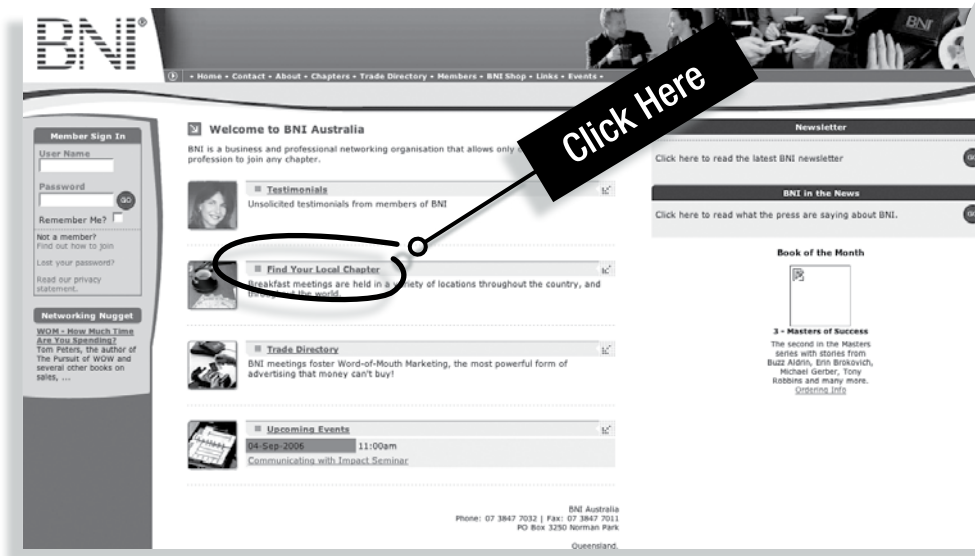 BNI®
BNI
• Home • Contact • About • Chapters • Trade Directory • Members • BNI Shop • Links • Events •
Click Here
Member Sign In
User Name
Password
GO
Remember Me?
Not a member?
Find out how to join
Lost your password?
Read our privacy
statement.
Networking Nugget
WOM - How Much Time
Are You Spending?
Tom Peters, the author of
The Pursuit of WOW and
several other books on
sales, ...
Welcome to BNI Australia
BNI is a business and professional networking organisation that allows only
profession to join any chapter.
Testimonials
Unsolicited testimonials from members of BNI
Find Your Local Chapter
Breakfast meetings are held in a variety of locations throughout the country, and
throughout the world.
Trade Directory
BNI meetings foster Word-of-Mouth Marketing, the most powerful form of
advertising that money can't buy!
Upcoming Events
04-Sep-2006 11:00am
Communicating with Impact Seminar
BNI Australia
Phone: 07 3847 7032 | Fax: 07 3847 7011
PO Box 3250 Norman Park
Queensland.
Newsletter
Click here to read the latest BNI newsletter
GO
BNI in the News
Click here to read what the press are saying about BNI.
GO
Book of the Month
3 - Masters of Success
The second in the Masters
series with stories from
Buzz Aldrin, Erin Brokovich,
Michael Gerber, Tony
Robbins and many more.
Ordering Info